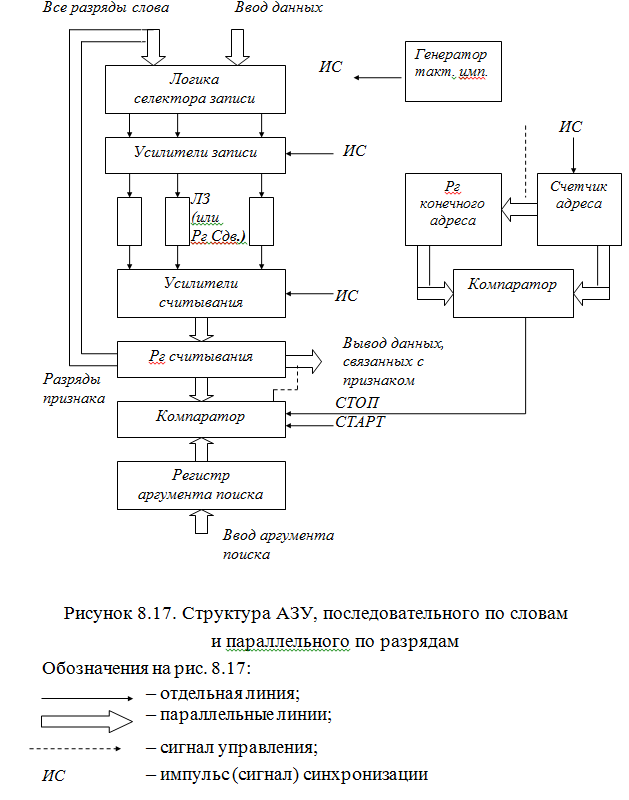 Все разряды слова
Ввод данных
Логика
селектора записи
ИС
Генератор
такт. имп.
Усилители записи
ИС
ИС
Рг
конечного
адреса
Счетчик
адреса
ЛЗ
(или
Рг Сдв.)
Усилители
считывания
ИС
Компаратор
Рг считывания
Вывод данных,
связанных с
признаком
Разряды
признака
Компаратор
СТОП
СТАРТ
Регистр
аргумента поиска
Ввод аргумента
поиска
Рисунок 8.17. Структура АЗУ, последовательного по словам
и параллельного по разрядам
Обозначения на рис. 8.17:
– отдельная линия;
– параллельные линии;
– сигнал управления;
ИС – импульс (сигнал) синхронизации